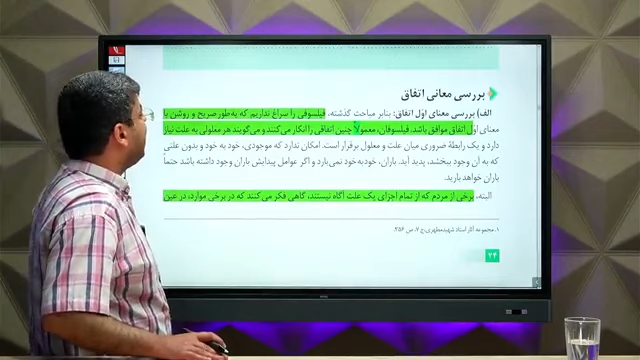 بررسی معانی اتفاق
الف) بررسی معنای اوّل اتفاق: بنابر مباحث گذشته، فیلسوفی را سراغ نداریم که به‌طور صریح و روشن با
معنای اول اتفاق موافق باشد. فیلسوفان، معمولاً چنین اتفاقی را انکار می‌کنند و می‌گویند هر معلولی به علت نیاز
دارد و یک رابطهٔ ضروری میان علت و معلول برقرار است. امکان ندارد که موجودی، خود به خود و بدون علتی
که به آن وجود ببخشد، پدید آید. باران، خودبه‌خود نمی‌بارد و اگر عوامل پیدایش باران وجود داشته باشد حتماً
باران خواهد بارید.
البته، برخی از مردم که از تمام اجزای یک علت آگاه نیستند، گاهی فکر می‌کنند که در برخی موارد، در عین
۱. مجموعه آثار استاد شهید مطهری، ج ۷، ص ۳۵۶
۲۴